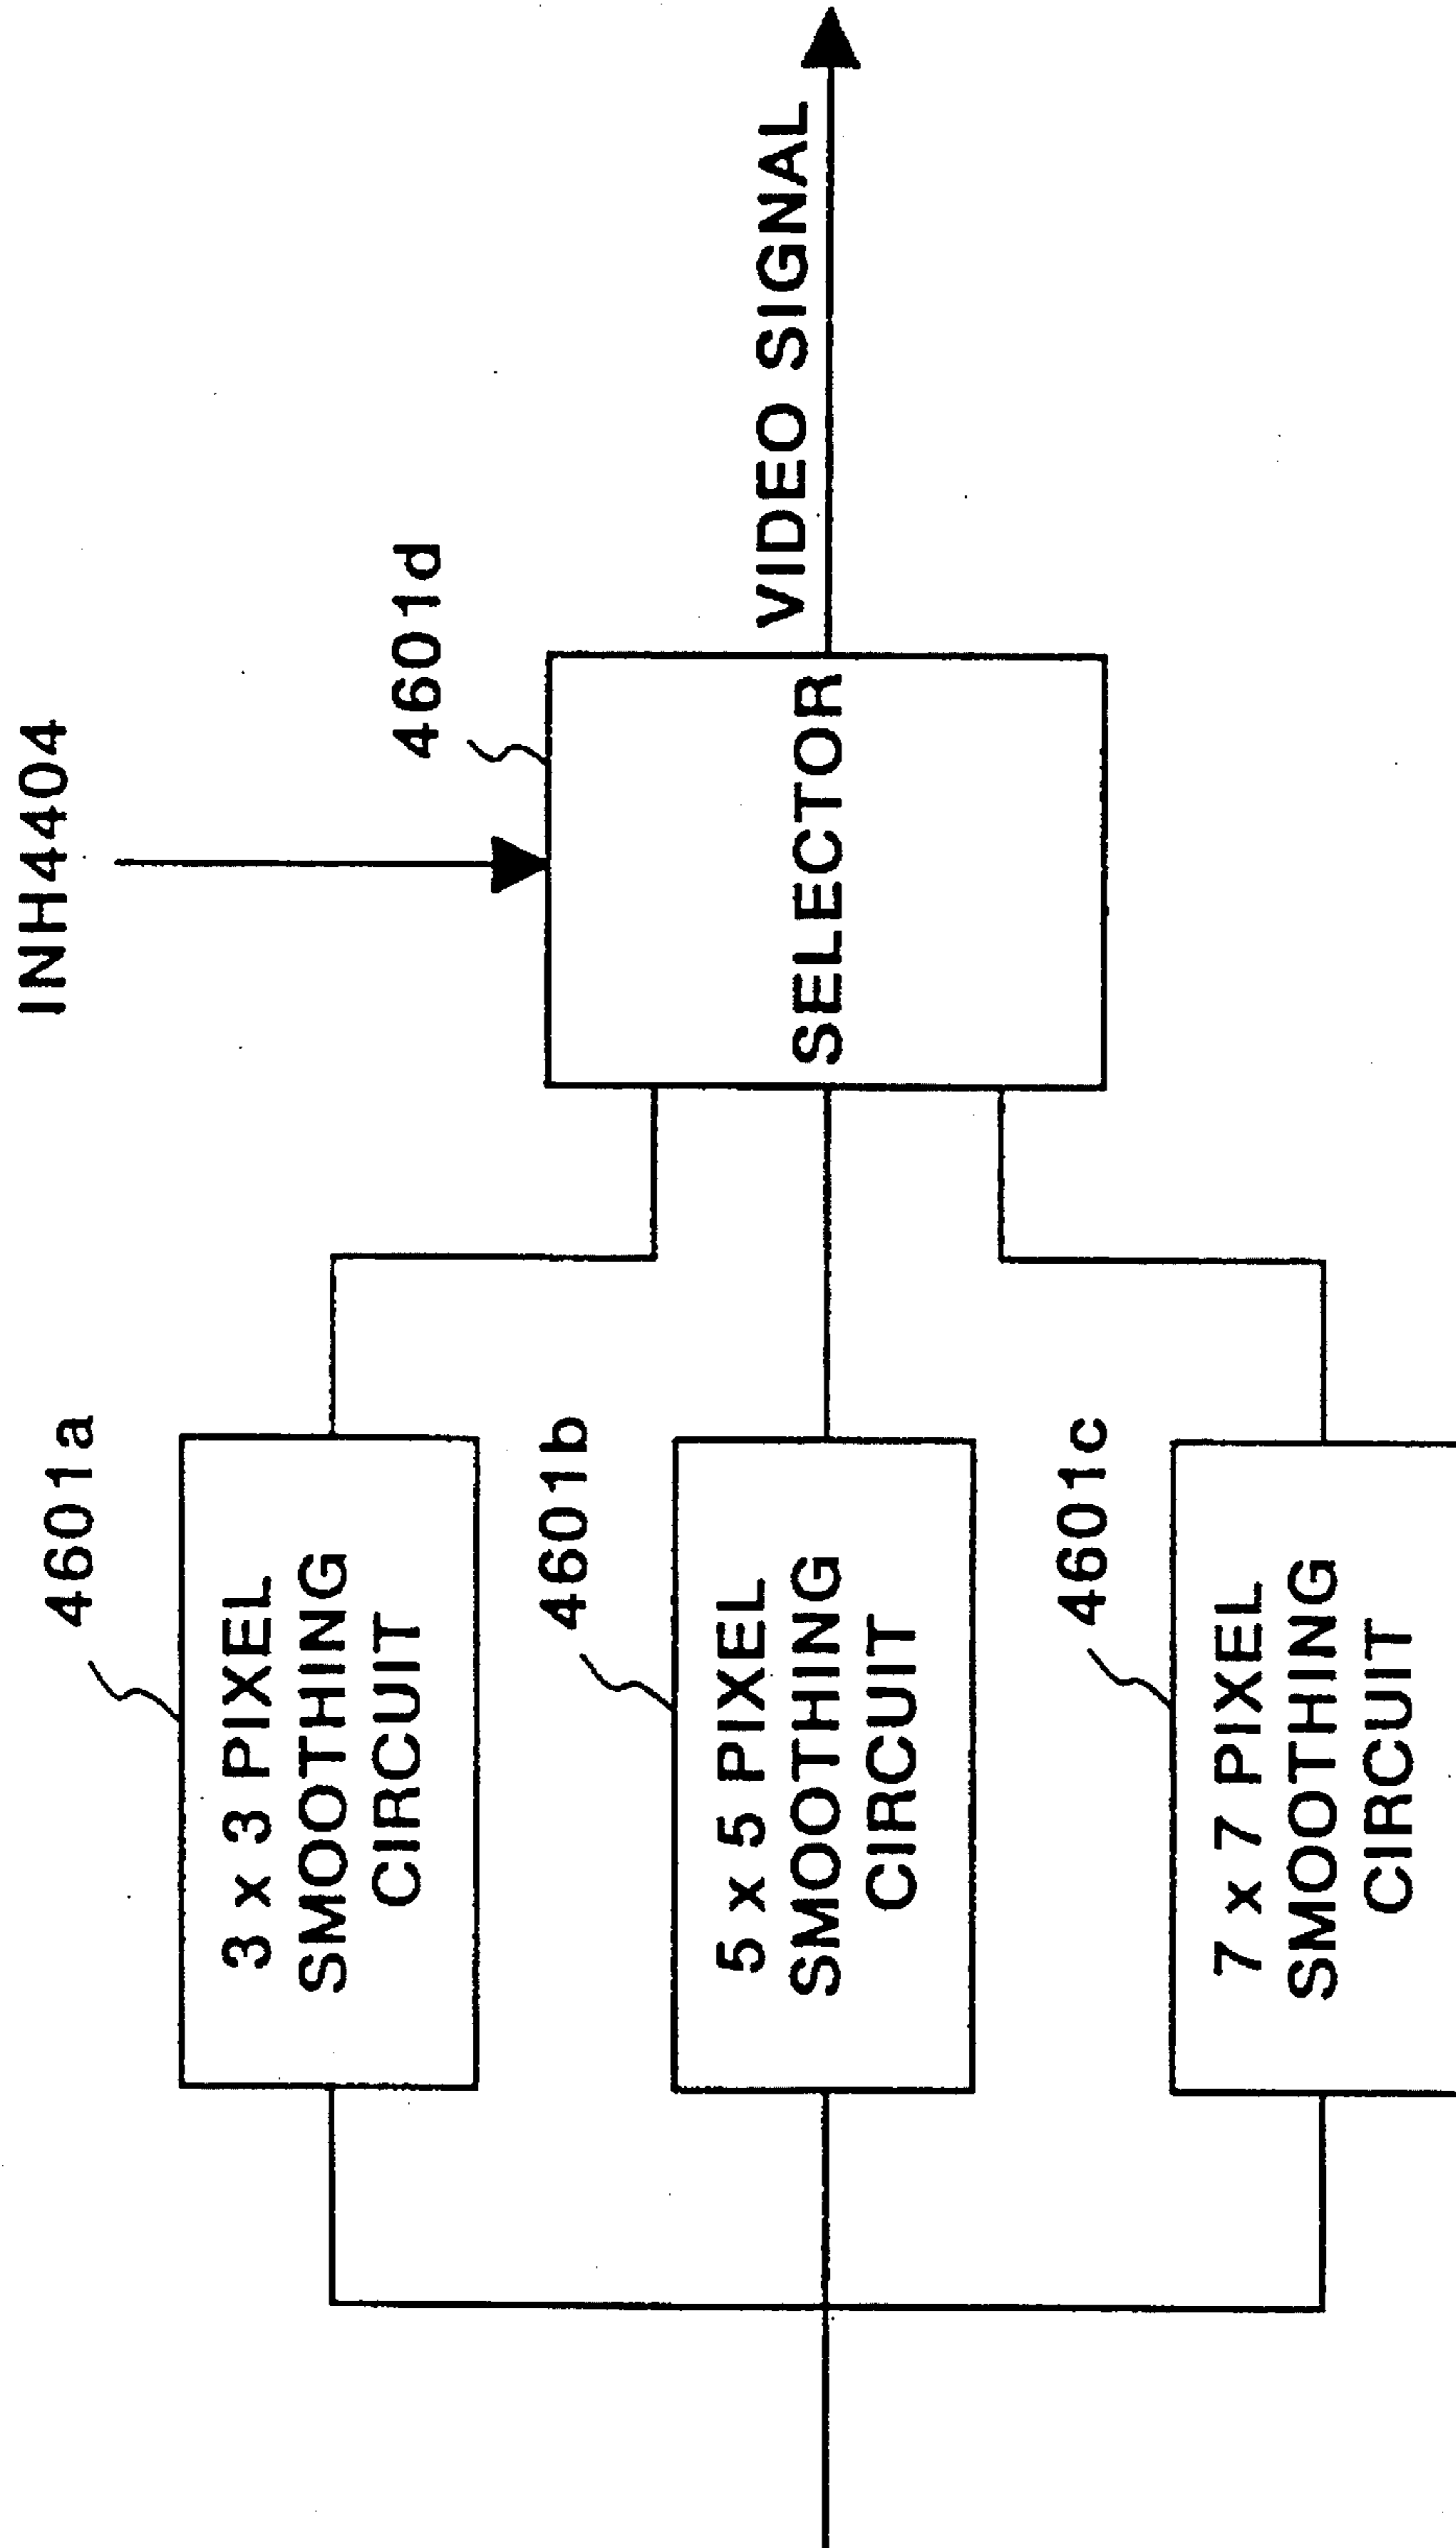 INH4404
4601d
SELECTOR
VIDEO SIGNAL
4601a
3 x 3 PIXEL
SMOOTHING
CIRCUIT
4601b
5 x 5 PIXEL
SMOOTHING
CIRCUIT
4601c
7 x 7 PIXEL
SMOOTHING
CIRCUIT